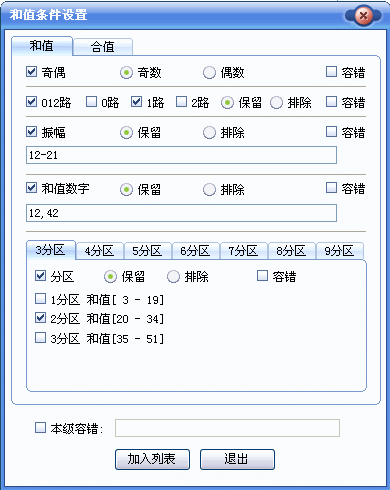 和值条件设置
和值 合值
奇偶 奇数 偶数 容错
012路 0路 1路 2路 保留 排除 容错
振幅 保留 排除 容错
12-21
和值数字 保留 排除 容错
12,42
3分区 4分区 5分区 6分区 7分区 8分区 9分区
分区 保留 排除 容错
1分区 和值[ 3 - 19]
2分区 和值[20 - 34]
3分区 和值[35 - 51]
本级容错:
加入列表 退出